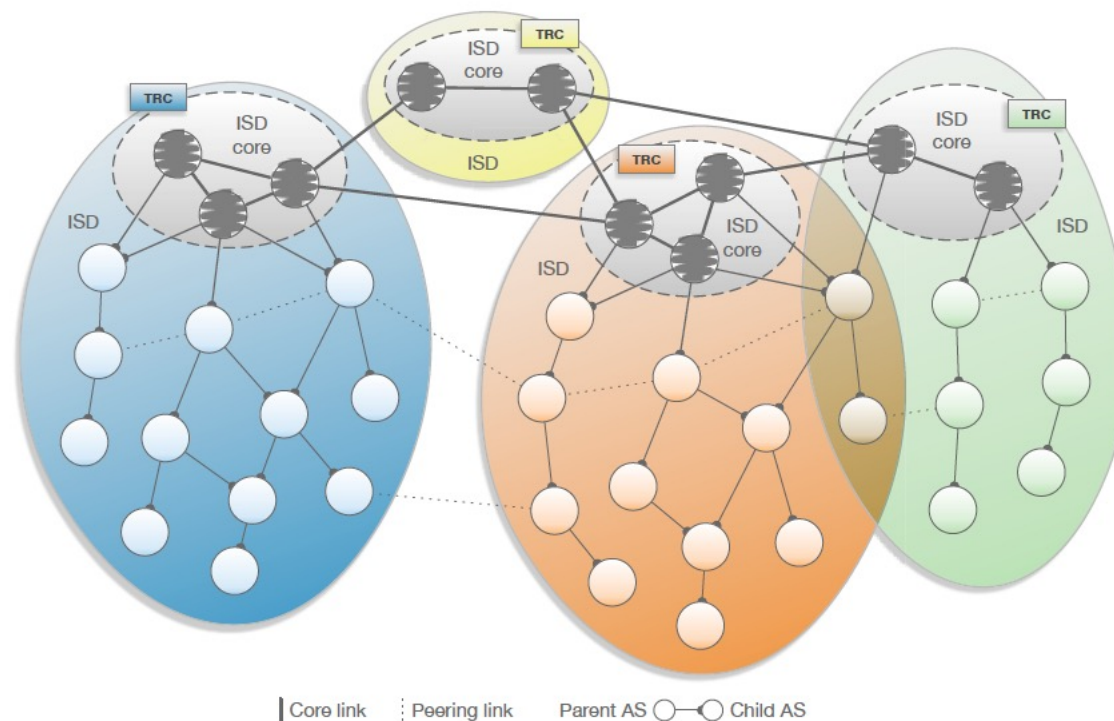 TRC
ISD
core
ISD
TRC
ISD
core
ISD
TRC
ISD
core
ISD
TRC
ISD
core
ISD
Core link
Peering link
Parent AS
Child AS